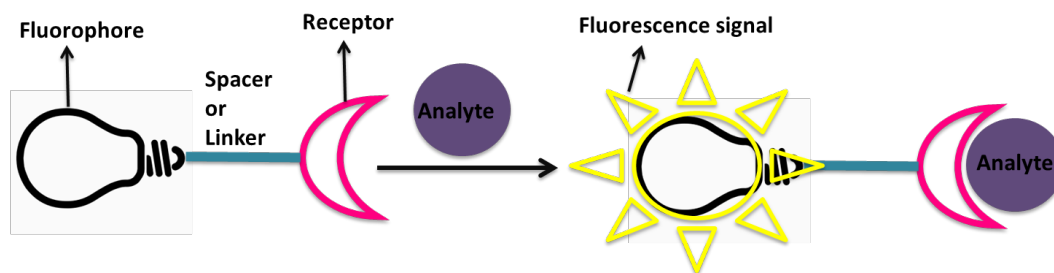 Fluorophore
Spacer
or
Linker
Receptor
Analyte
Fluorescence signal
Analyte